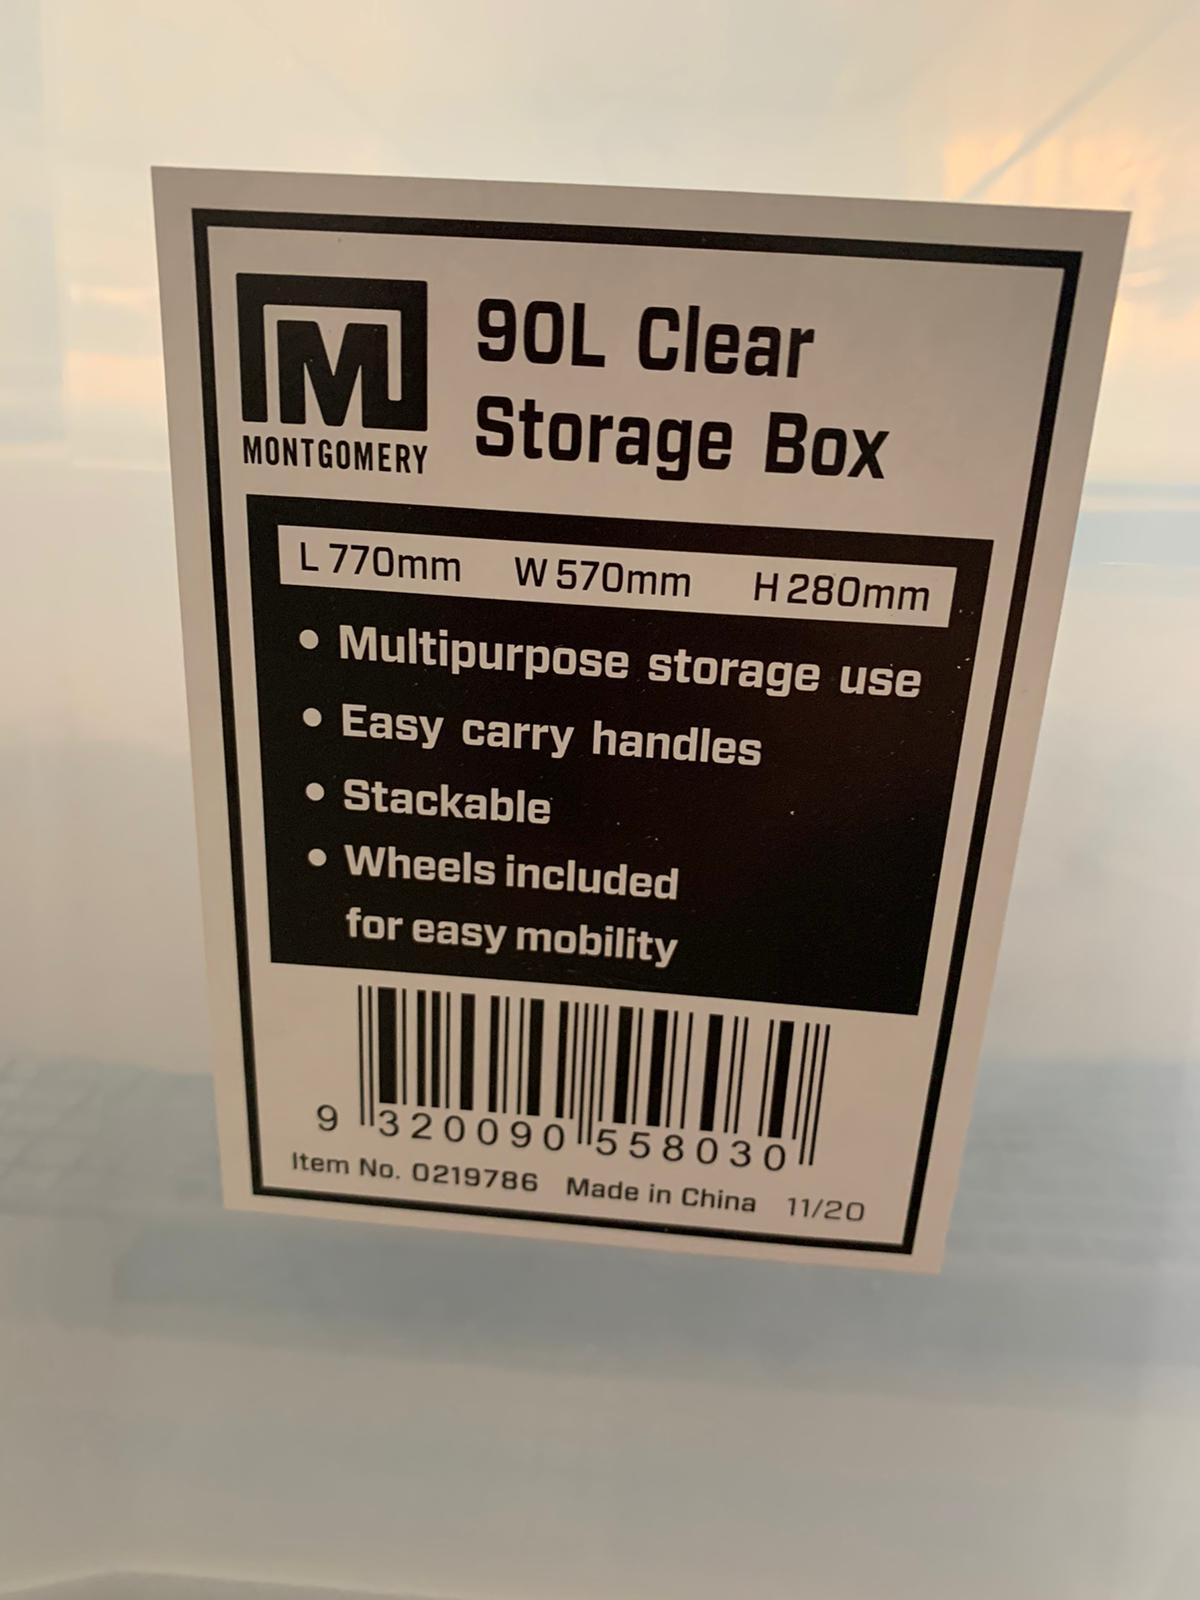 M
MONTGOMERY
90L Clear
Storage Box
L 770mm W 570mm H 280mm
• Multipurpose storage use
• Easy carry handles
• Stackable
• Wheels included
for easy mobility
9 320090 558030
Item No. 0219786 Made in China 11/20